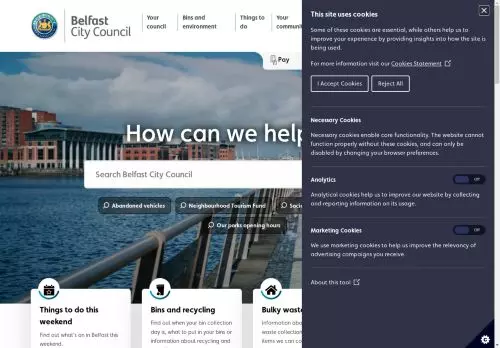 Belfast
City Council
Your
council
Bins and
environment
Things to
do
Your
Pay
How can we help
Search Belfast City Council
Abandoned vehicles
Neighbourhood Tourism Fund
Our parks opening hours
Things to do this
weekend
Find out what's on in Belfast this
weekend.
Bins and recycling
Find out when your bin collection
day is, what to put in your bins or
information about recycling and
Bulky waste
Information about
waste collection
items we can co
This site uses cookies
Some of these cookies are essential, while others help us to
improve your experience by providing insights into how the site is
being used.
For more information visit our Cookies Statement
I Accept Cookies
Reject All
Necessary Cookies
Necessary cookies enable core functionality. The website cannot
function properly without these cookies, and can only be
disabled by changing your browser preferences.
Analytics
Off
Analytical cookies help us to improve our website by collecting
and reporting information on its usage.
Marketing Cookies
Off
We use marketing cookies to help us improve the relevancy of
advertising campaigns you receive.
About this tool